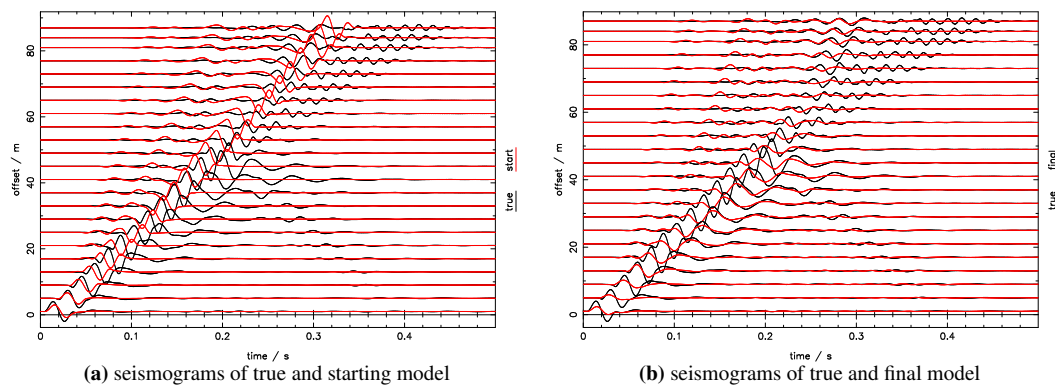 80
60
40
20
0
offset / m
0
0.1
0.2
0.3
0.4
time / s
true
start
(a) seismograms of true and starting model
80
60
40
20
0
offset / m
0
0.1
0.2
0.3
0.4
time / s
true
final
(b) seismograms of true and final model